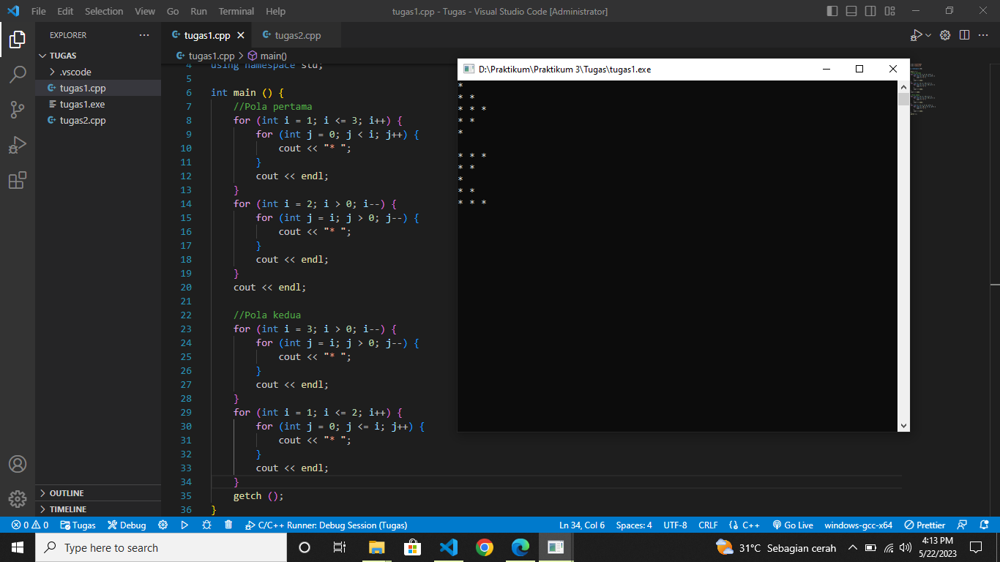 File Edit Selection View Go Run Terminal Help tugas1.cpp - Tugas - Visual Studio Code [Administrator]
EXPLORER ···
TUGAS
.vscode
tugas1.cpp
tugas1.exe
tugas2.cpp
OUTLINE
TIMELINE
tugas1.cpp tugas2.cpp
tugas1.cpp > main()
4 using namespace std;
5
6 int main () {
7 //Pola pertama
8 for (int i = 1; i <= 3; i++) {
9 for (int j = 0; j < i; j++) {
10 cout << "* ";
11 }
12 cout << endl;
13 }
14 for (int i = 2; i > 0; i--) {
15 for (int j = i; j > 0; j--) {
16 cout << "* ";
17 }
18 cout << endl;
19 }
20 cout << endl;
21
22 //Pola kedua
23 for (int i = 3; i > 0; i--) {
24 for (int j = i; j > 0; j--) {
25 cout << "* ";
26 }
27 cout << endl;
28 }
29 for (int i = 1; i <= 2; i++) {
30 for (int j = 0; j <= i; j++) {
31 cout << "* ";
32 }
33 cout << endl;
34 }
35 getch ();
36 }
D:\Praktikum\Praktikum 3\Tugas\tugas1.exe
*
* *
* * *
* *
*
* * *
* *
*
* *
* * *
0 0 Tugas Debug C/C++ Runner: Debug Session (Tugas) Ln 34, Col 6 Spaces: 4 UTF-8 CRLF {} C++ Go Live windows-gcc-x64 Prettier
Type here to search 31°C Sebagian cerah 4:13 PM
5/22/2023